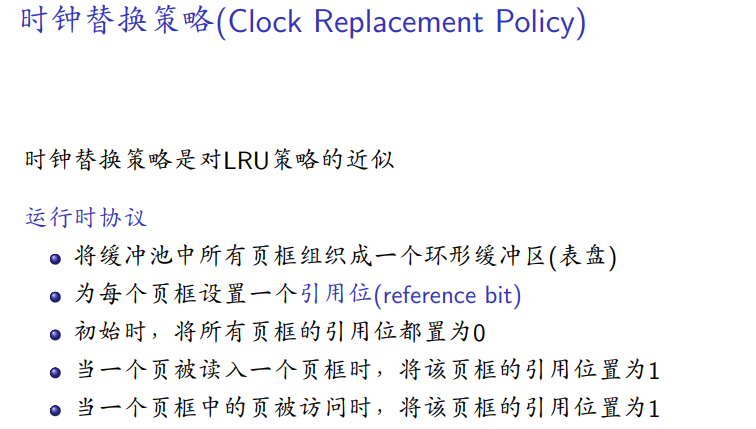 时钟替换策略(Clock Replacement Policy)
时钟替换策略是对LRU策略的近似
运行时协议
将缓冲池中所有页框组织成一个环形缓冲区(表盘)
为每个页框设置一个引用位(reference bit)
初始时，将所有页框的引用位都置为0
当一个页被读入一个页框时，将该页框的引用位置为1
当一个页框中的页被访问时，将该页框的引用位置为1